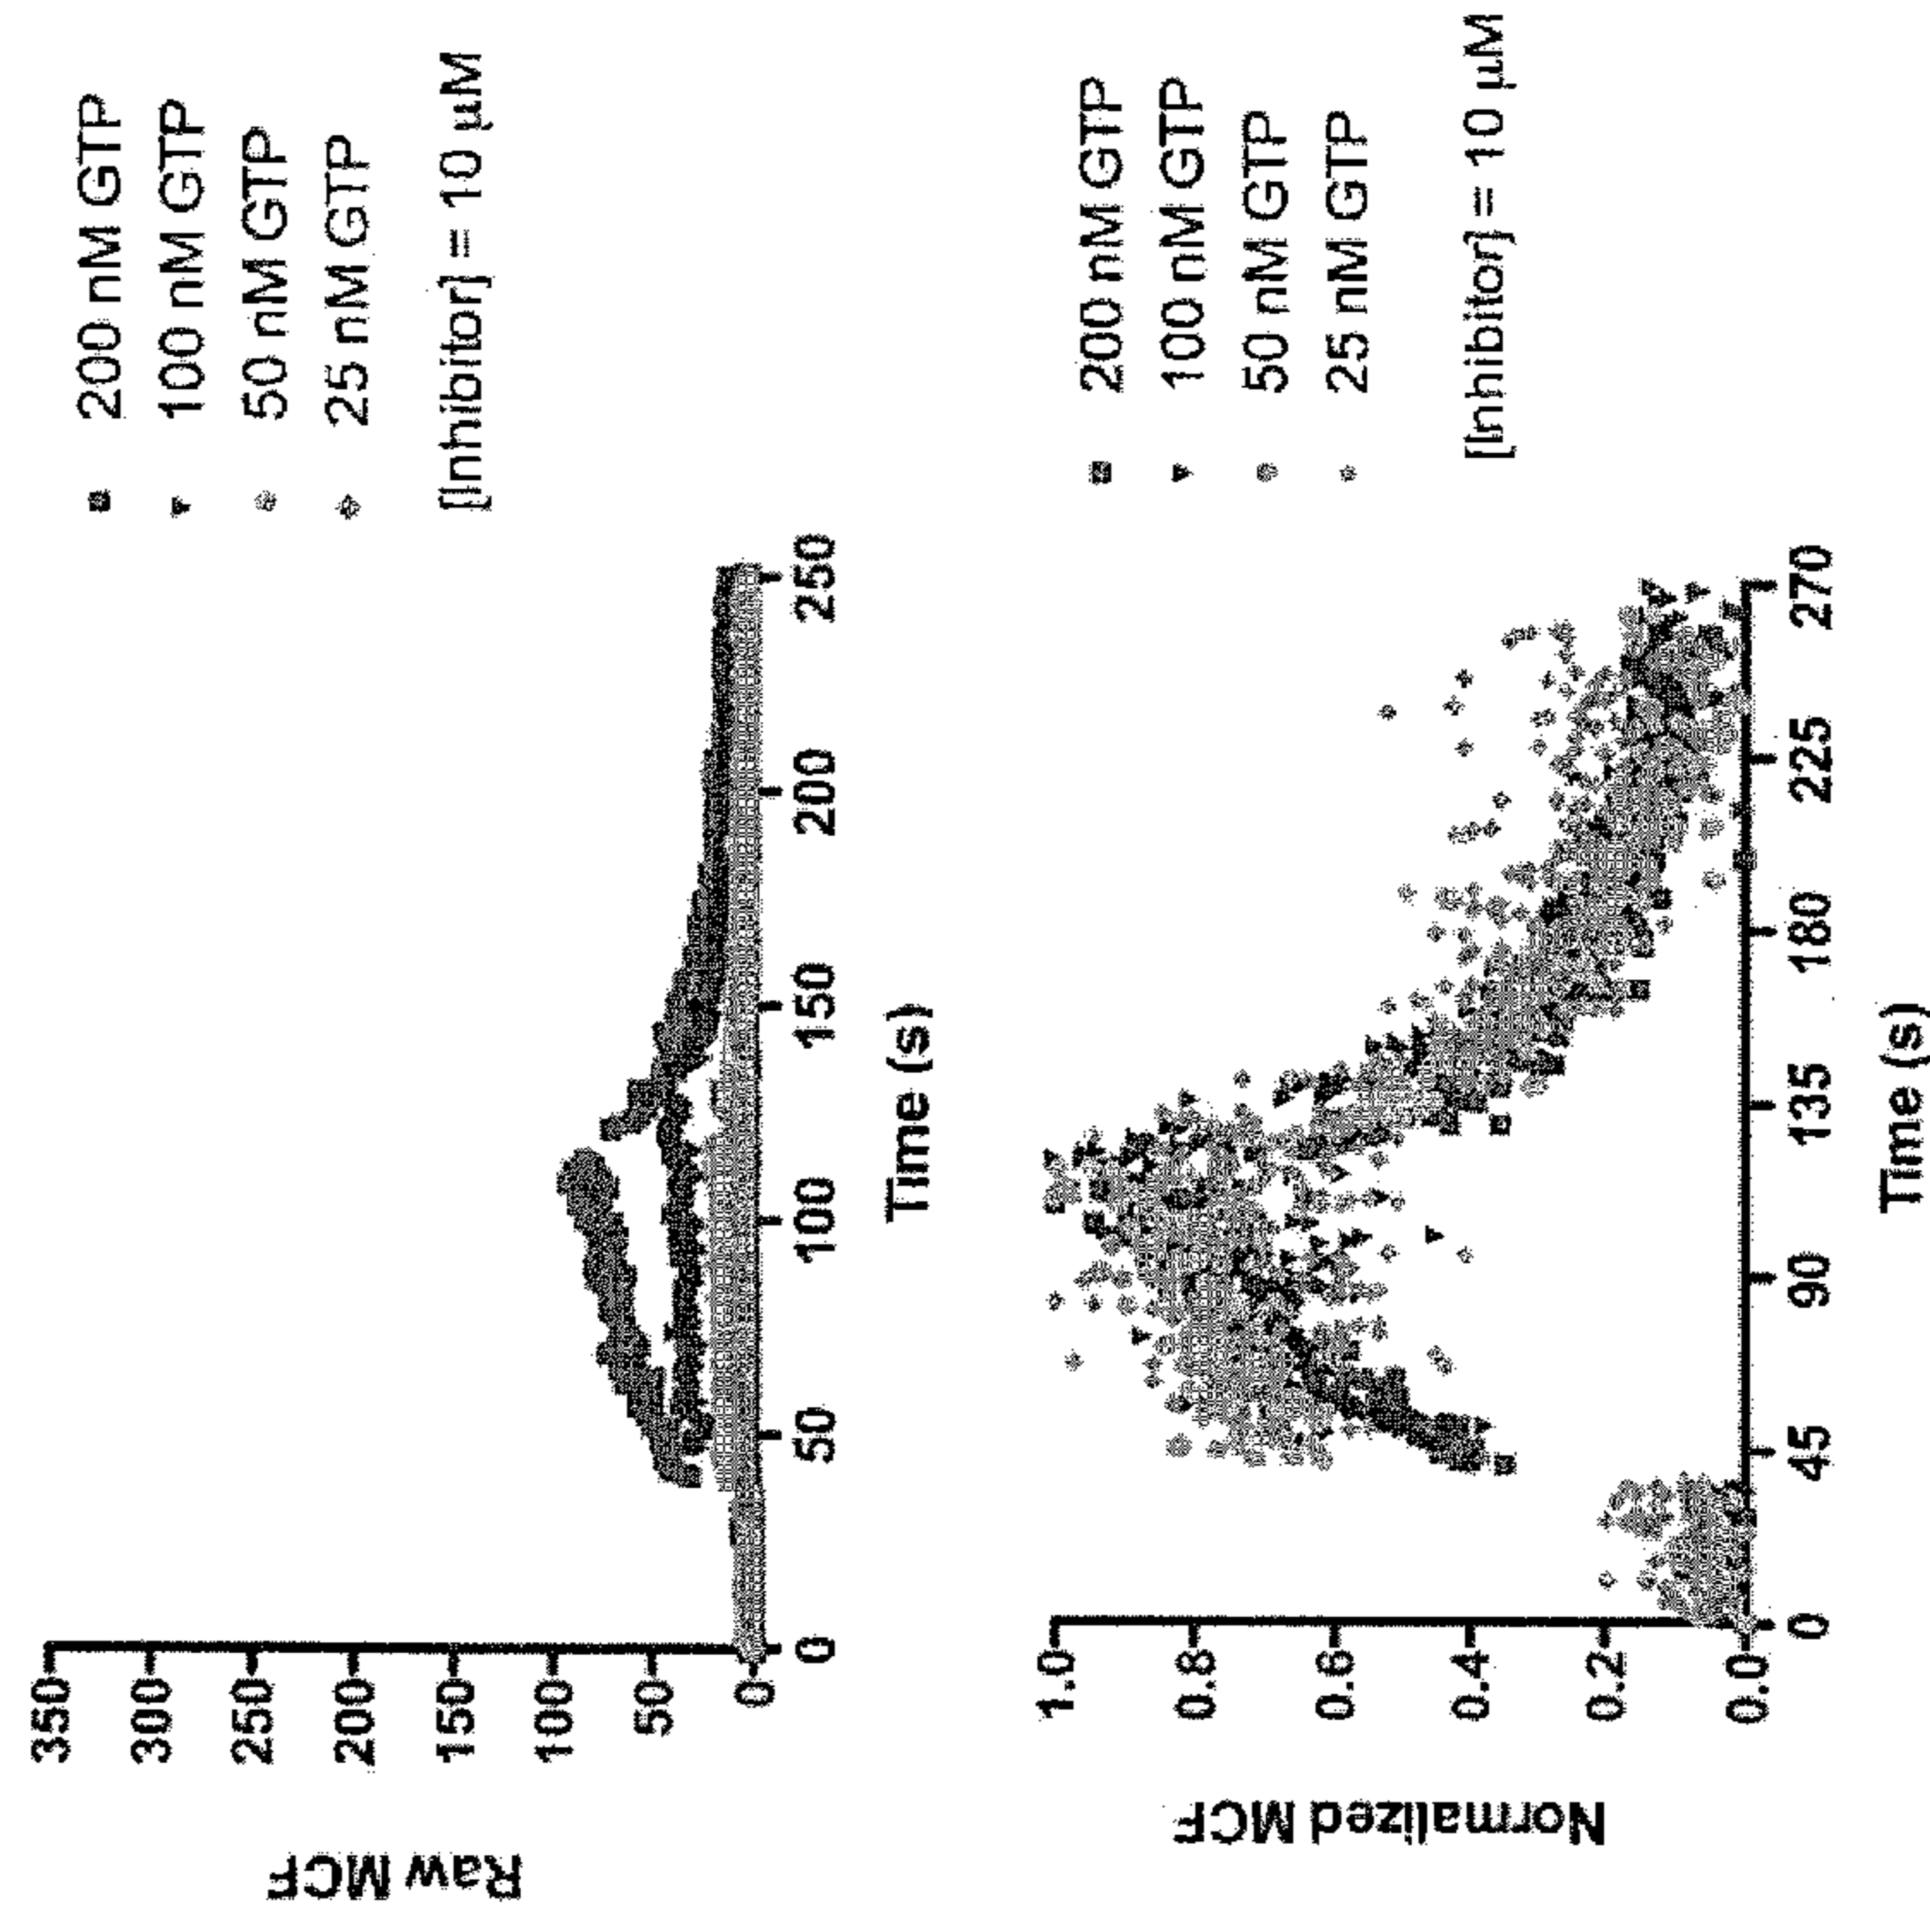 Raw MCF
350
300
250
200
150
100
50
0
0 50 100 150 200 250
Time (s)
200 nM GTP
100 nM GTP
50 nM GTP
25 nM GTP
[Inhibitor] = 10 µM
Normalized MCF
1.0
0.8
0.6
0.4
0.2
0.0
0 45 90 135 180 225 270
Time (s)
200 nM GTP
100 nM GTP
50 nM GTP
25 nM GTP
[Inhibitor] = 10 µM